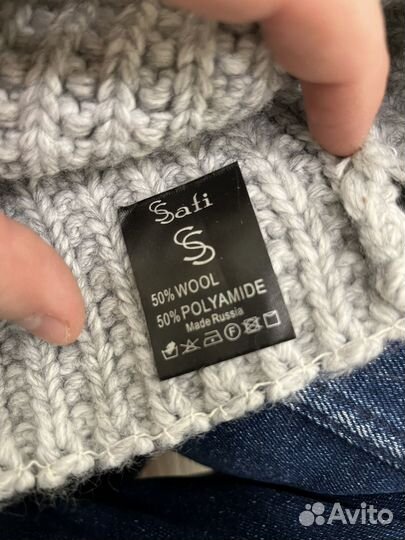 Safi
SS
50% WOOL
50% POLYAMIDE
Made Russia
F
Avito